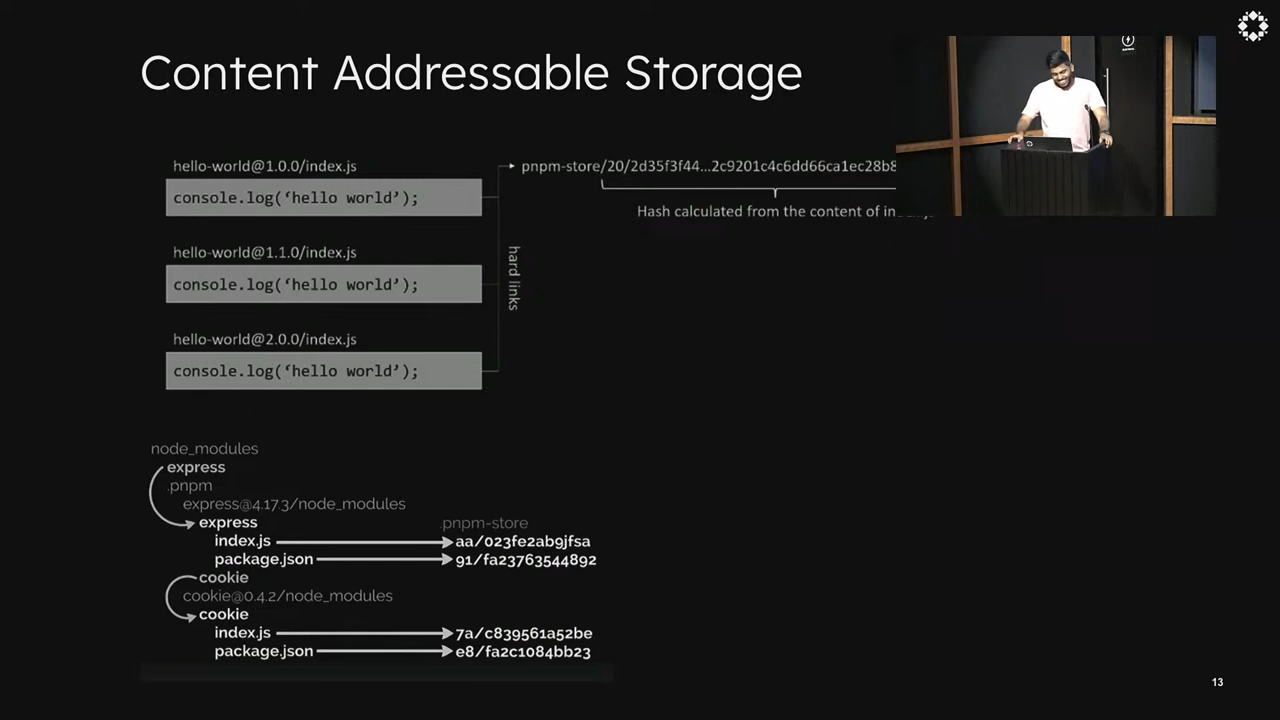 Content Addressable Storage
hello-world@1.0.0/index.js
console.log(‘hello world’);
pnpm-store/20/2d35f3f44...2c9201c4c6dd66ca1ec28b8
Hash calculated from the content of
hello-world@1.1.0/index.js
console.log(‘hello world’);
hard links
hello-world@2.0.0/index.js
console.log(‘hello world’);
node_modules
express
.pnpm
express@4.17.3/node_modules
express
.pnpm-store
index.js
aa/023fe2ab9jfsa
package.json
91/fa23763544892
cookie
cookie@0.4.2/node_modules
cookie
index.js
7a/c839561a52be
package.json
e8/fa2c1084bb23
13